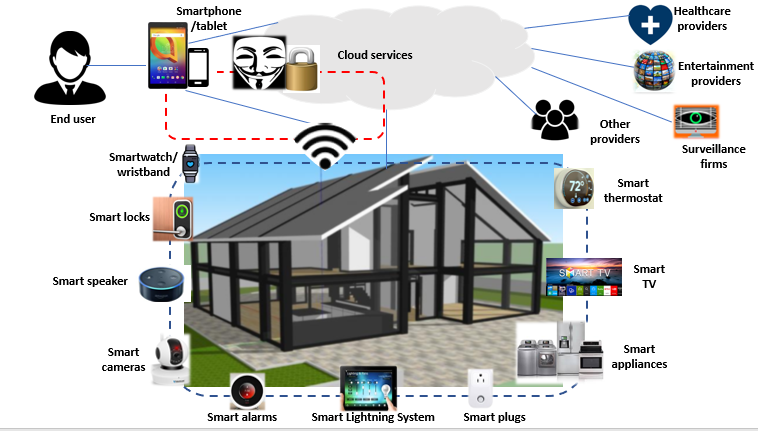 Smartphone
/tablet
Healthcare
providers
Cloud services
Entertainment
providers
End user
Other
providers
Surveillance
firms
Smartwatch/
wristband
Smart
thermostat
72°
Smart locks
Smart speaker
SMART TV
Smart
TV
Smart
cameras
Smart
appliances
Smart alarms
Smart Lightning System
Smart plugs